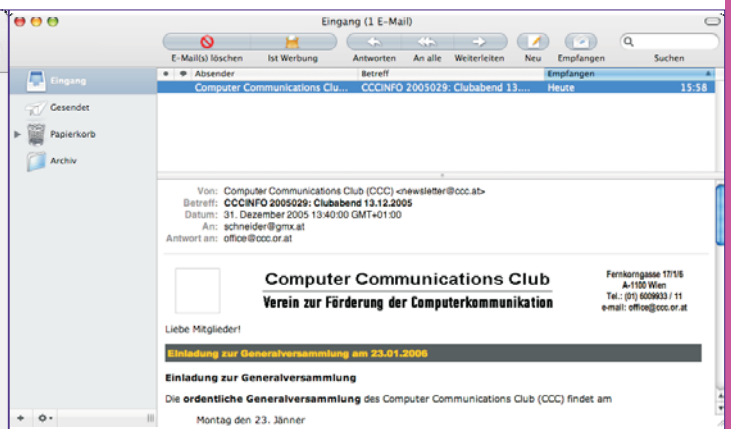 Eingang (1 E-Mail)
E-Mail(s) löschen Ist Werbung Antworten An alle Weiterleiten Neu Empfangen Suchen
Eingang
Gesendet
Papierkorb
Archiv
Absender Betreff Empfangen
Computer Communications Clu... CCCINFO 2005029: Clubabend 13.... Heute 15:58
Von: Computer Communications Club (CCC) <newsletter@ccc.at>
Betreff: CCCINFO 2005029: Clubabend 13.12.2005
Datum: 31. Dezember 2005 13:40:00 GMT+01:00
An: schneider@gmx.at
Antwort an: office@ccc.or.at
Computer Communications Club
Verein zur Förderung der Computerkommunikation
Fernkorngasse 17/1/6
A-1100 Wien
Tel.: (01) 6009933 / 11
e-mail: office@ccc.or.at
Liebe Mitglieder!
Einladung zur Generalversammlung am 23.01.2006
Einladung zur Generalversammlung
Die ordentliche Generalversammlung des Computer Communications Club (CCC) findet am
Montag den 23. Jänner